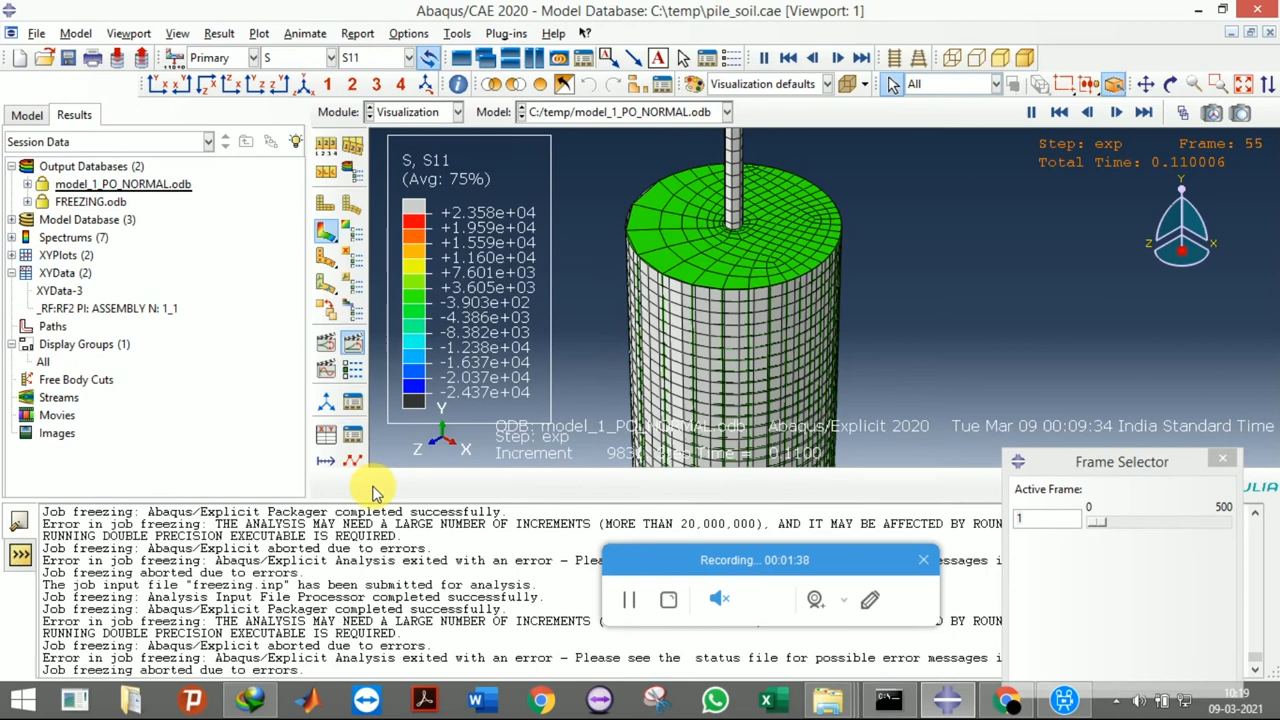 Abaqus/CAE 2020 - Model Database: C:\temp\pile_soil.cae [Viewport: 1]
File Model Viewport View Result Plot Animate Report Options Tools Plug-ins Help
Primary S S11
1 2 3 4 Visualization defaults All
Model Results Module: Visualization Model: C:/temp/model_1_PO_NORMAL.odb
Session Data
Output Databases (2)
model_1_PO_NORMAL.odb
FREEZING.odb
Model Database (3)
Spectrums (7)
XYPlots (2)
XYData (2)
XYData-3
_RF:RF2 PI: ASSEMBLY N: 1_1
Paths
Display Groups (1)
All
Free Body Cuts
Streams
Movies
Images
S, S11
(Avg: 75%)
+2.358e+04
+1.959e+04
+1.559e+04
+1.160e+04
+7.601e+03
+3.605e+03
-3.903e+02
-4.386e+03
-8.382e+03
-1.238e+04
-1.637e+04
-2.037e+04
-2.437e+04
Step: exp Frame: 55
Total Time: 0.110006
Y
Z X
Y
Z X
ODB: model_1_PO_NORMAL.odb Abaqus/Explicit 2020 Tue Mar 09 00:09:34 India Standard Time
Step: exp
Increment Time = 0.1100
Frame Selector
Active Frame:
0 500
1
ULIA
Job freezing: Abaqus/Explicit Packager completed successfully.
Error in job freezing: THE ANALYSIS MAY NEED A LARGE NUMBER OF INCREMENTS (MORE THAN 20,000,000), AND IT MAY BE AFFECTED BY
RUNNING DOUBLE PRECISION EXECUTABLE IS REQUIRED.
Job freezing: Abaqus/Explicit aborted due to errors.
Error in job freezing: Abaqus/Explicit Analysis exited with an error -
Job freezing aborted due to errors.
The job input file "freezing.inp" has been submitted for analysis.
Job freezing: Analysis Input File Processor completed successfully.
Job freezing: Abaqus/Explicit Packager completed successfully.
Error in job freezing: THE ANALYSIS MAY NEED A LARGE NUMBER OF INCREMENTS
RUNNING DOUBLE PRECISION EXECUTABLE IS REQUIRED.
Job freezing: Abaqus/Explicit aborted due to errors.
Error in job freezing: Abaqus/Explicit Analysis exited with an error - Please see the status file for possible error messages
Job freezing aborted due to errors.
Recording... 00:01:38
10:19
09-03-2021